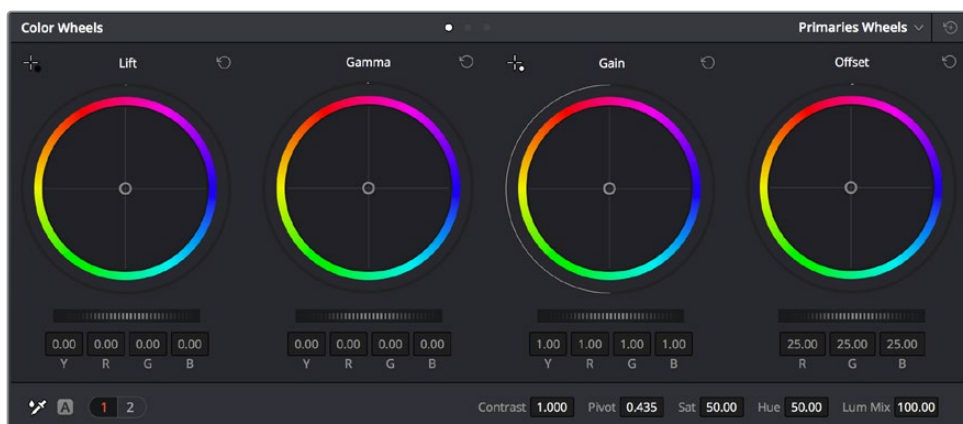 Color Wheels Primaries Wheels
Lift Gamma Gain Offset
0.00 0.00 0.00 0.00 0.00 0.00 0.00 0.00 1.00 1.00 1.00 1.00 25.00 25.00 25.00
Y R G B Y R G B Y R G B R G B
A 1 2 Contrast 1.000 Pivot 0.435 Sat 50.00 Hue 50.00 Lum Mix 100.00